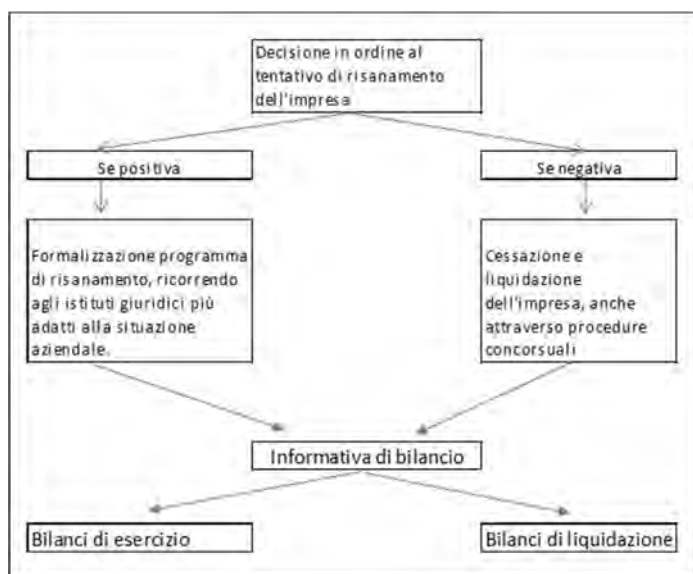 Decisione in ordine al
tentativo di risanamento
dell'impresa
Se positiva
Se negativa
Formalizzazione programma
di risanamento, ricorrendo
agli istituti giuridici più
adatti alla situazione
aziendale.
Cessazione e
liquidazione
dell'impresa, anche
attraverso procedure
concorsuali
Informativa di bilancio
Bilanci di esercizio
Bilanci di liquidazione